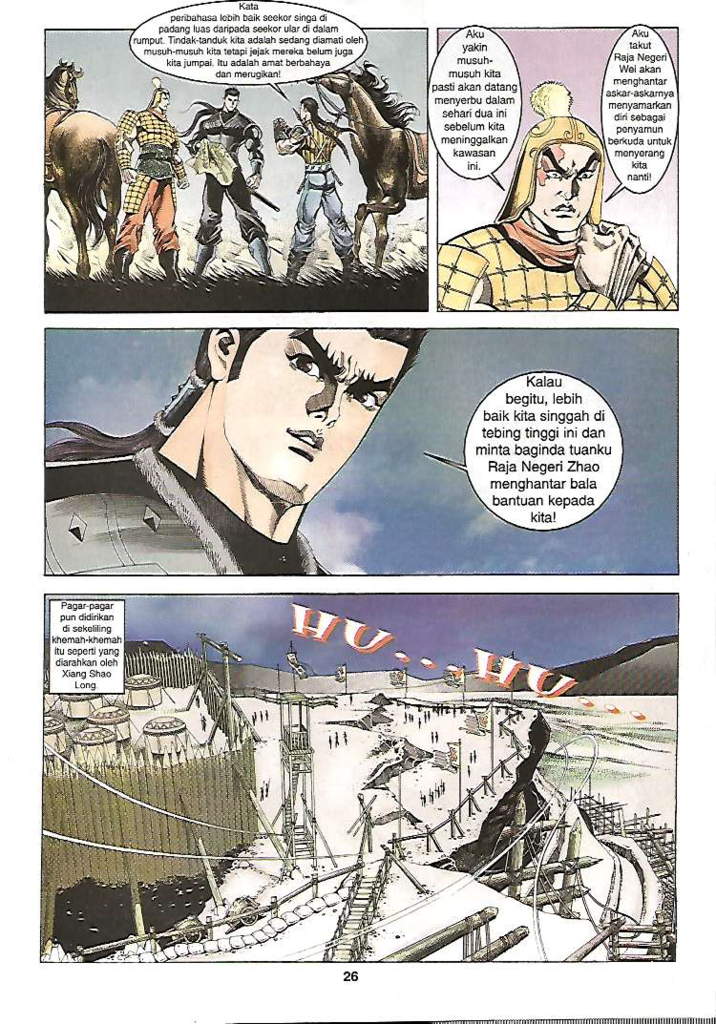 Kata
peribahasa lebih baik seekor singa di
padang luas daripada seekor ular di dalam
rumput. Tindak-tanduk kita adalah sedang diamati oleh
musuh-musuh kita tetapi jejak mereka belum juga
kita jumpai. Itu adalah amat berbahaya
dan merugikan!
Aku
yakin
musuh-
musuh kita
pasti akan datang
menyerbu dalam
sehari dua ini
sebelum kita
meninggalkan
kawasan
ini.
Aku
takut
Raja Negeri
Wei akan
menghantar
askar-askarnya
menyamarkan
diri sebagai
penyamun
berkuda untuk
menyerang
kita
nanti!
Kalau
begitu, lebih
baik kita singgah di
tebing tinggi ini dan
minta baginda tuanku
Raja Negeri Zhao
menghantar bala
bantuan kepada
kita!
Pagar-pagar
pun didirikan
di sekeliling
khemah-khemah
itu seperti yang
diarahkan oleh
Xiang Shao
Long.
HU...HU...
26